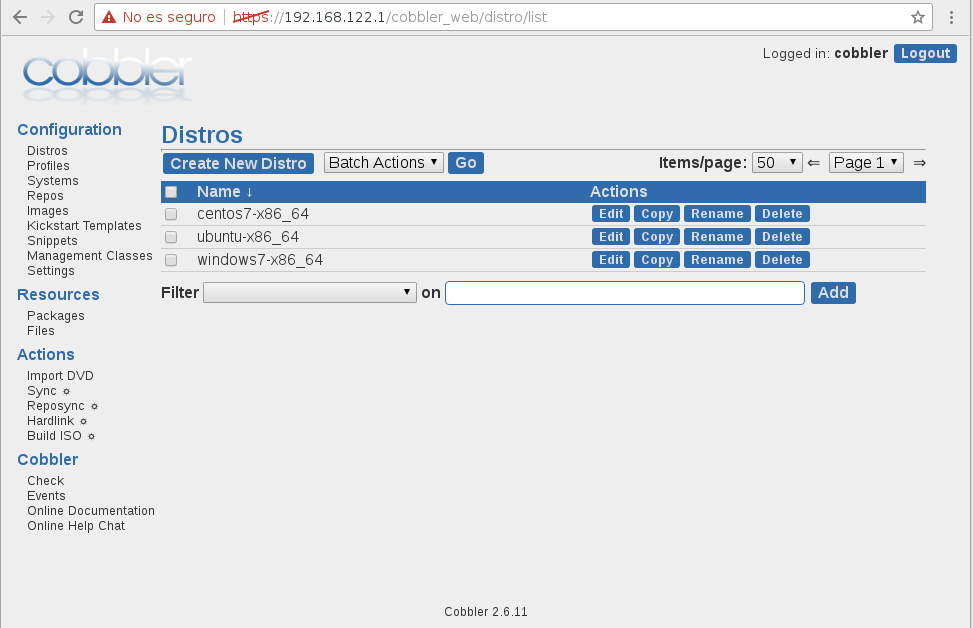 No es seguro | https://192.168.122.1/cobbler_web/distro/list
Logged in: cobbler Logout
cobbler
Configuration
Distros
Profiles
Systems
Repos
Images
Kickstart Templates
Snippets
Management Classes
Settings
Resources
Packages
Files
Actions
Import DVD
Sync ⚙
Reposync ⚙
Hardlink ⚙
Build ISO ⚙
Cobbler
Check
Events
Online Documentation
Online Help Chat
Distros
Create New Distro Batch Actions Go Items/page: 50 ⇐ Page 1 ⇒
Name ↓ Actions
centos7-x86_64 Edit Copy Rename Delete
ubuntu-x86_64 Edit Copy Rename Delete
windows7-x86_64 Edit Copy Rename Delete
Filter on Add
Cobbler 2.6.11